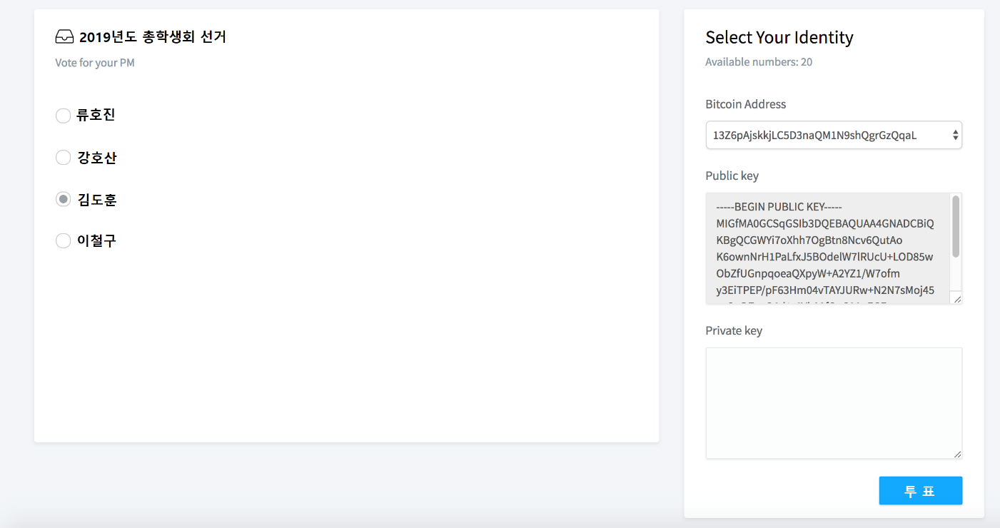 2019년도 총학생회 선거
Vote for your PM
류호진
강호산
김도훈
이철구
Select Your Identity
Available numbers: 20
Bitcoin Address
13Z6pAjskkjLC5D3naQM1N9shQgrGzQqaL
Public key
-----BEGIN PUBLIC KEY-----
MIGfMA0GCSqGSIb3DQEBAQUAA4GNADCBiQ
KBgQCGWYi7oXhh7OgBtn8Ncv6QutAo
K6ownNrH1PaLfxJ5BOdelW7lRUcU+LOD85w
ObZfUGnpqoeaQXpyW+A2YZ1/W7ofm
y3EiTPEP/pF63Hm04vTAYJURw+N2N7sMoj45
Private key
투 표